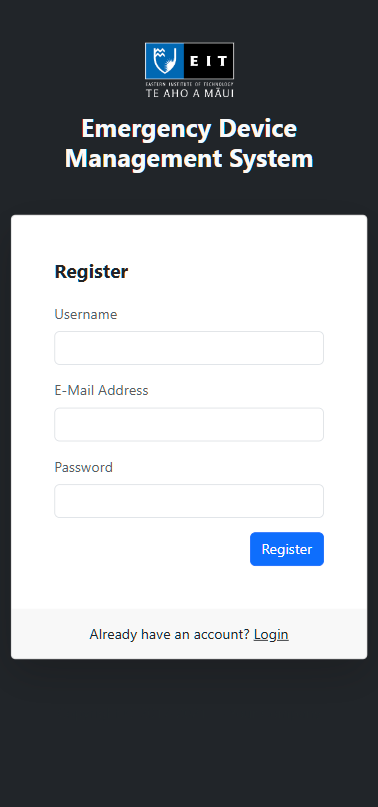 EIT
EASTERN INSTITUTE OF TECHNOLOGY
TE AHO A MĀUI
Emergency Device
Management System
Register
Username
E-Mail Address
Password
Register
Already have an account? Login